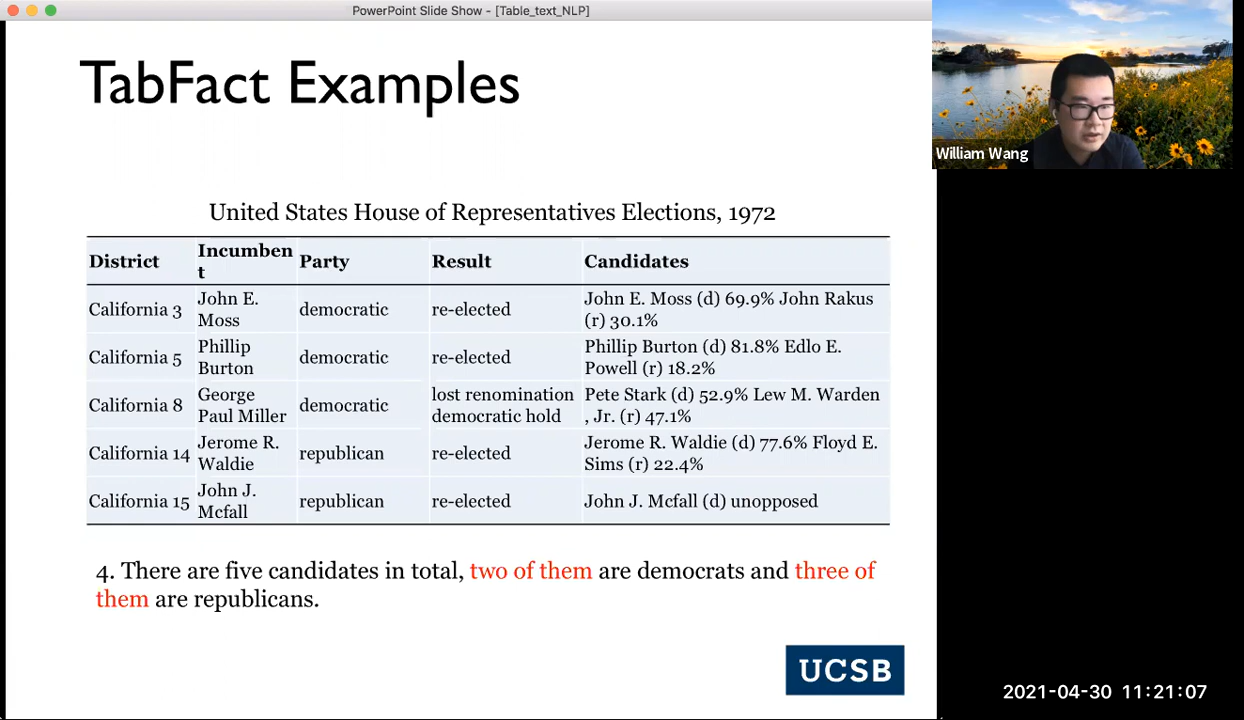 PowerPoint Slide Show - [Table_text_NLP]
TabFact Examples
William Wang
United States House of Representatives Elections, 1972
District Incumben
t Party Result Candidates
California 3 John E.
Moss democratic re-elected John E. Moss (d) 69.9% John Rakus
(r) 30.1%
California 5 Phillip
Burton democratic re-elected Phillip Burton (d) 81.8% Edlo E.
Powell (r) 18.2%
California 8 George
Paul Miller democratic lost renomination
democratic hold Pete Stark (d) 52.9% Lew M. Warden
, Jr. (r) 47.1%
California 14 Jerome R.
Waldie republican re-elected Jerome R. Waldie (d) 77.6% Floyd E.
Sims (r) 22.4%
California 15 John J.
Mcfall republican re-elected John J. Mcfall (d) unopposed
4. There are five candidates in total, two of them are democrats and three of
them are republicans.
UCSB
2021-04-30 11:21:07